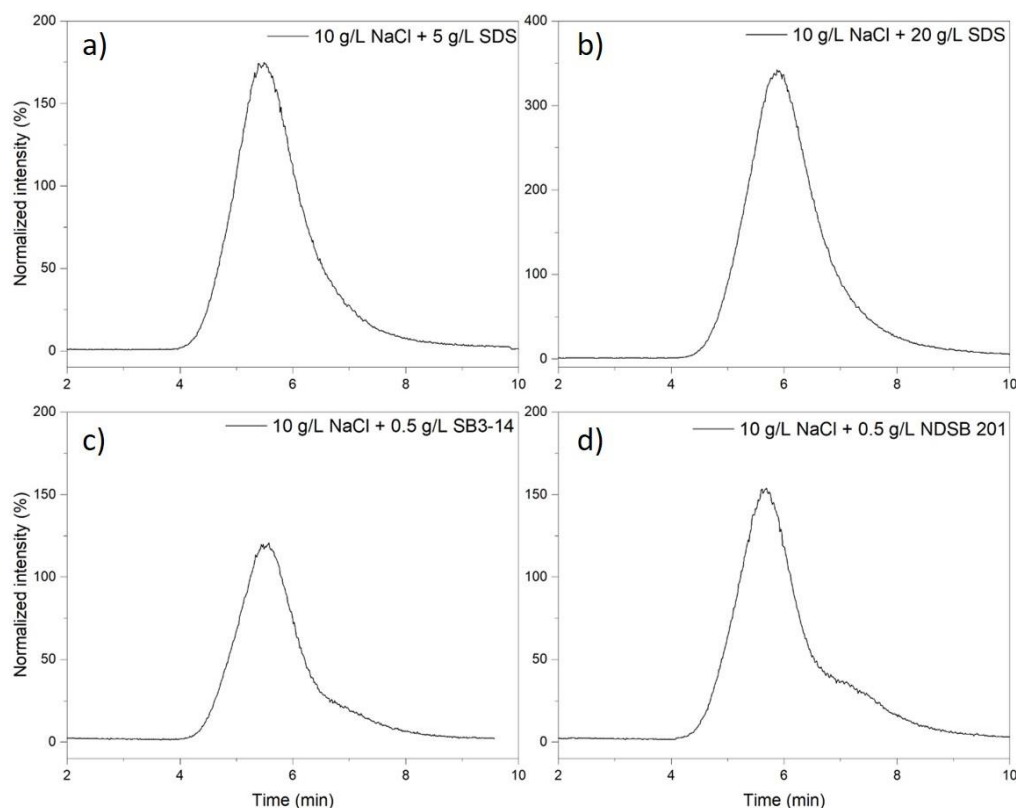 a)
10 g/L NaCl + 5 g/L SDS
200
150
100
50
0
Normalized intensity (%)
2 4 6 8 10
b)
10 g/L NaCl + 20 g/L SDS
400
300
200
100
0
2 4 6 8 10
c)
10 g/L NaCl + 0.5 g/L SB3-14
200
150
100
50
0
Normalized intensity (%)
2 4 6 8 10
Time (min)
d)
10 g/L NaCl + 0.5 g/L NDSB 201
200
150
100
50
0
2 4 6 8 10
Time (min)